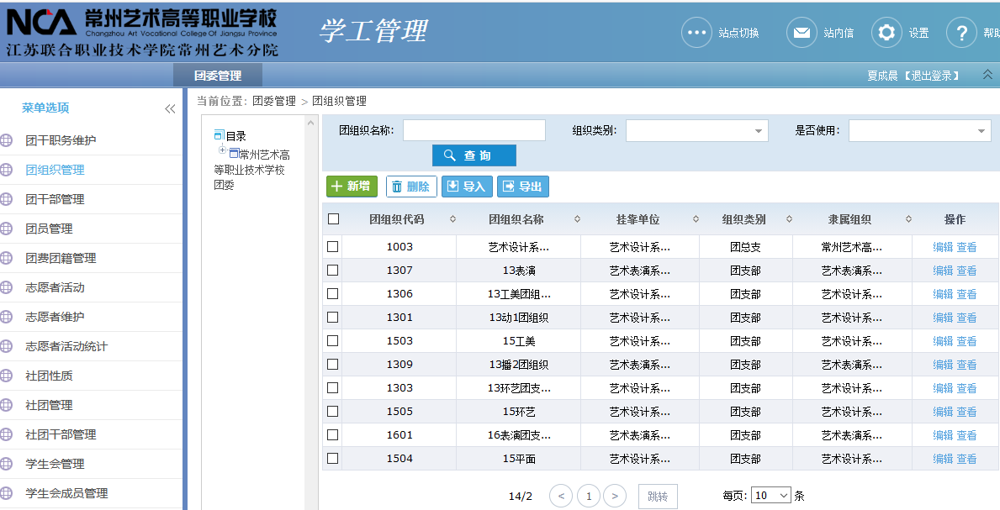 NCA 常州艺术高等职业学校
Changzhou Art Vocational College Of Jiangsu Province
江苏联合职业技术学院常州艺术分院
学工管理
站点切换 站内信 设置 ? 帮助
团委管理
夏成晨 【退出登录】
菜单选项
团干职务维护
团组织管理
团干部管理
团员管理
团费团籍管理
志愿者活动
志愿者维护
志愿者活动统计
社团性质
社团管理
社团干部管理
学生会管理
学生会成员管理
当前位置: 团委管理 > 团组织管理
目录
常州艺术高
等职业技术学校
团委
团组织名称: 组织类别: 是否使用:
查询
新增 删除 导入 导出
团组织代码 团组织名称 挂靠单位 组织类别 隶属组织 操作
1003 艺术设计系... 艺术设计系... 团总支 常州艺术高... 编辑 查看
1307 13表演 艺术表演系... 团支部 艺术表演系... 编辑 查看
1306 13工美团组... 艺术设计系... 团支部 艺术设计系... 编辑 查看
1301 13动1团组织 艺术设计系... 团支部 艺术设计系... 编辑 查看
1503 15工美 艺术设计系... 团支部 艺术设计系... 编辑 查看
1309 13播2团组织 艺术表演系... 团支部 艺术表演系... 编辑 查看
1303 13环艺团支... 艺术设计系... 团支部 艺术设计系... 编辑 查看
1505 15环艺 艺术设计系... 团支部 艺术设计系... 编辑 查看
1601 16表演团支... 艺术表演系... 团支部 艺术表演系... 编辑 查看
1504 15平面 艺术设计系... 团支部 艺术设计系... 编辑 查看
14/2 < 1 > 跳转 每页: 10 条